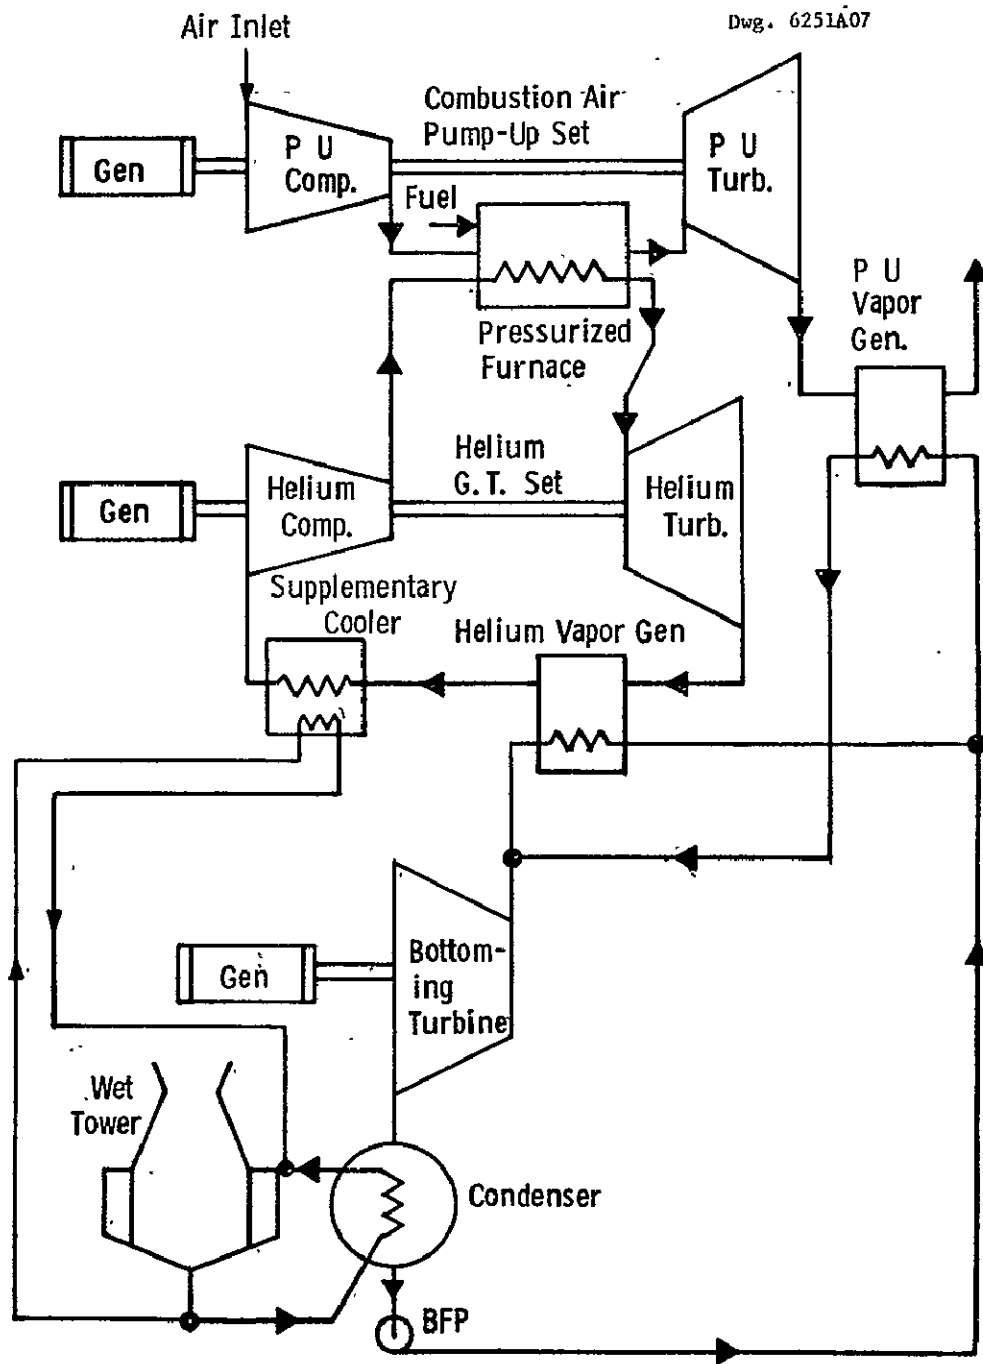 Air Inlet
Dwg. 6251A07
Combustion Air
Pump-Up Set
Gen
P U
Comp.
P U
Turb.
Fuel
P U
Vapor
Gen.
Pressurized
Furnace
Helium
G.T. Set
Gen
Helium
Comp.
Helium
Turb.
Supplementary
Cooler
Helium Vapor Gen
Gen
Bottom-
ing
Turbine
Wet
Tower
Condenser
BFP